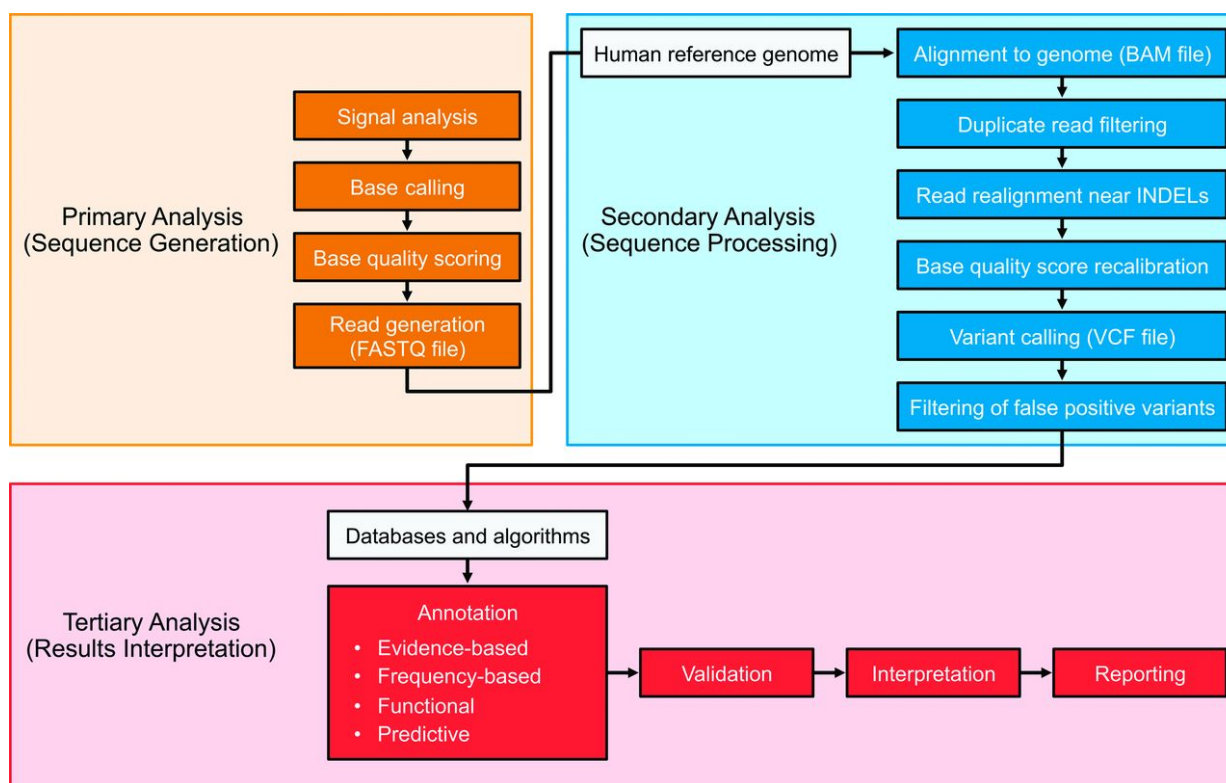 Primary Analysis
(Sequence Generation)
Signal analysis
Base calling
Base quality scoring
Read generation
(FASTQ file)
Human reference genome
Secondary Analysis
(Sequence Processing)
Alignment to genome (BAM file)
Duplicate read filtering
Read realignment near INDELs
Base quality score recalibration
Variant calling (VCF file)
Filtering of false positive variants
Tertiary Analysis
(Results Interpretation)
Databases and algorithms
Annotation
• Evidence-based
• Frequency-based
• Functional
• Predictive
Validation
Interpretation
Reporting